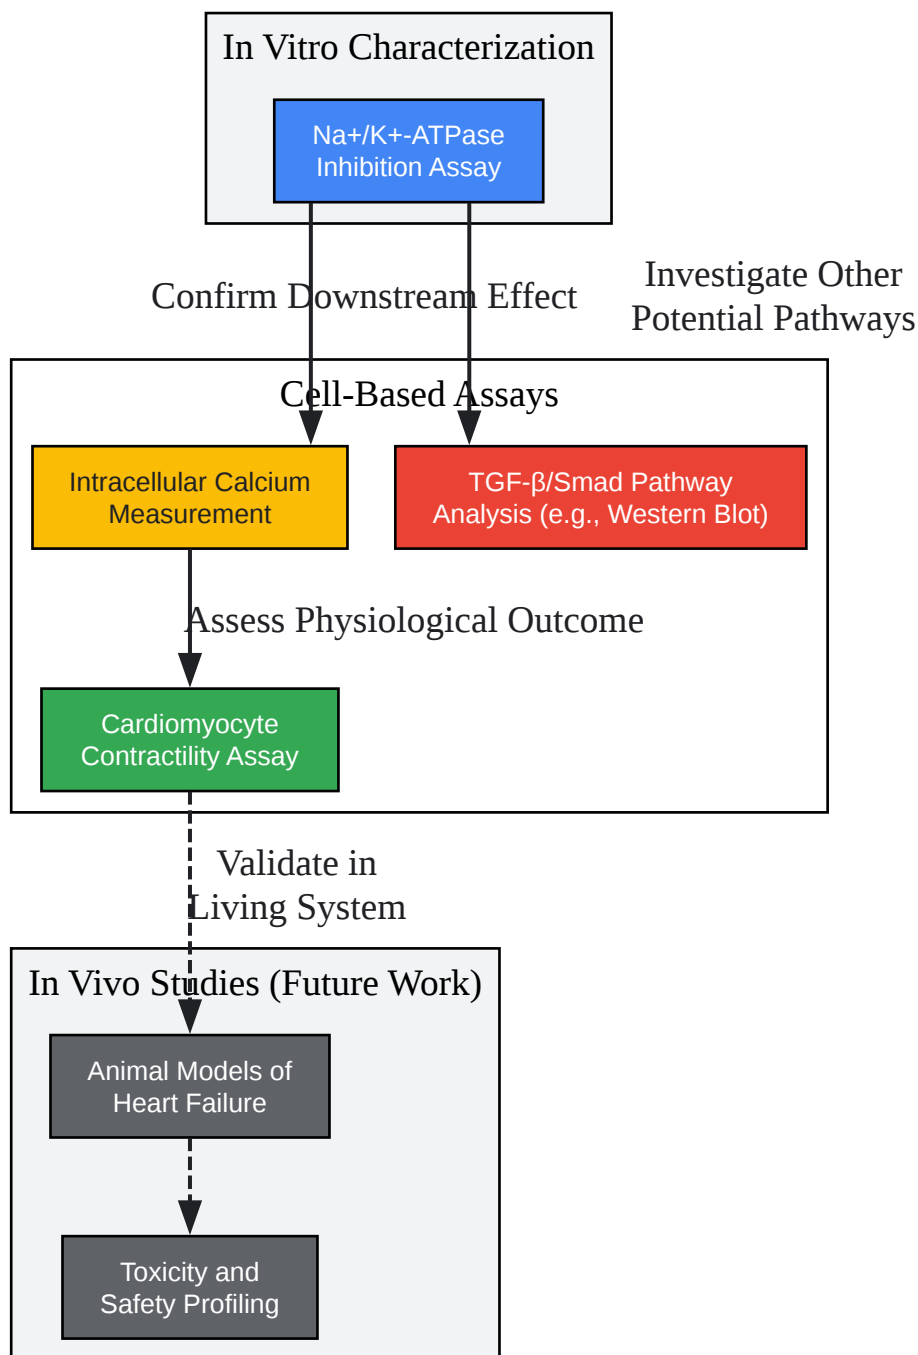 In Vitro Characterization
Na+/K+-ATPase
Inhibition Assay
Confirm Downstream Effect
Investigate Other
Potential Pathways
Cell-Based Assays
Intracellular Calcium
Measurement
TGF-β/Smad Pathway
Analysis (e.g., Western Blot)
Assess Physiological Outcome
Cardiomyocyte
Contractility Assay
Validate in
Living System
In Vivo Studies (Future Work)
Animal Models of
Heart Failure
Toxicity and
Safety Profiling